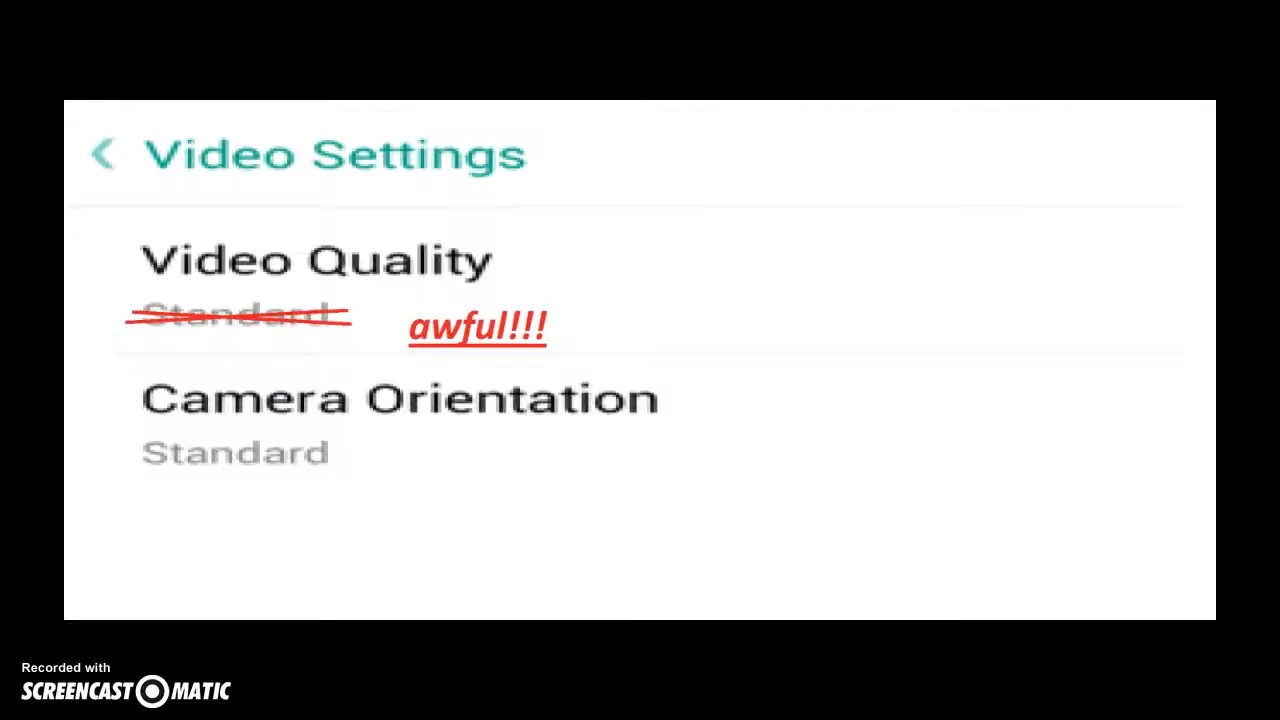 Video Settings
Video Quality
Standard awful!!!
Camera Orientation
Standard
Recorded with
SCREENCAST MATIC